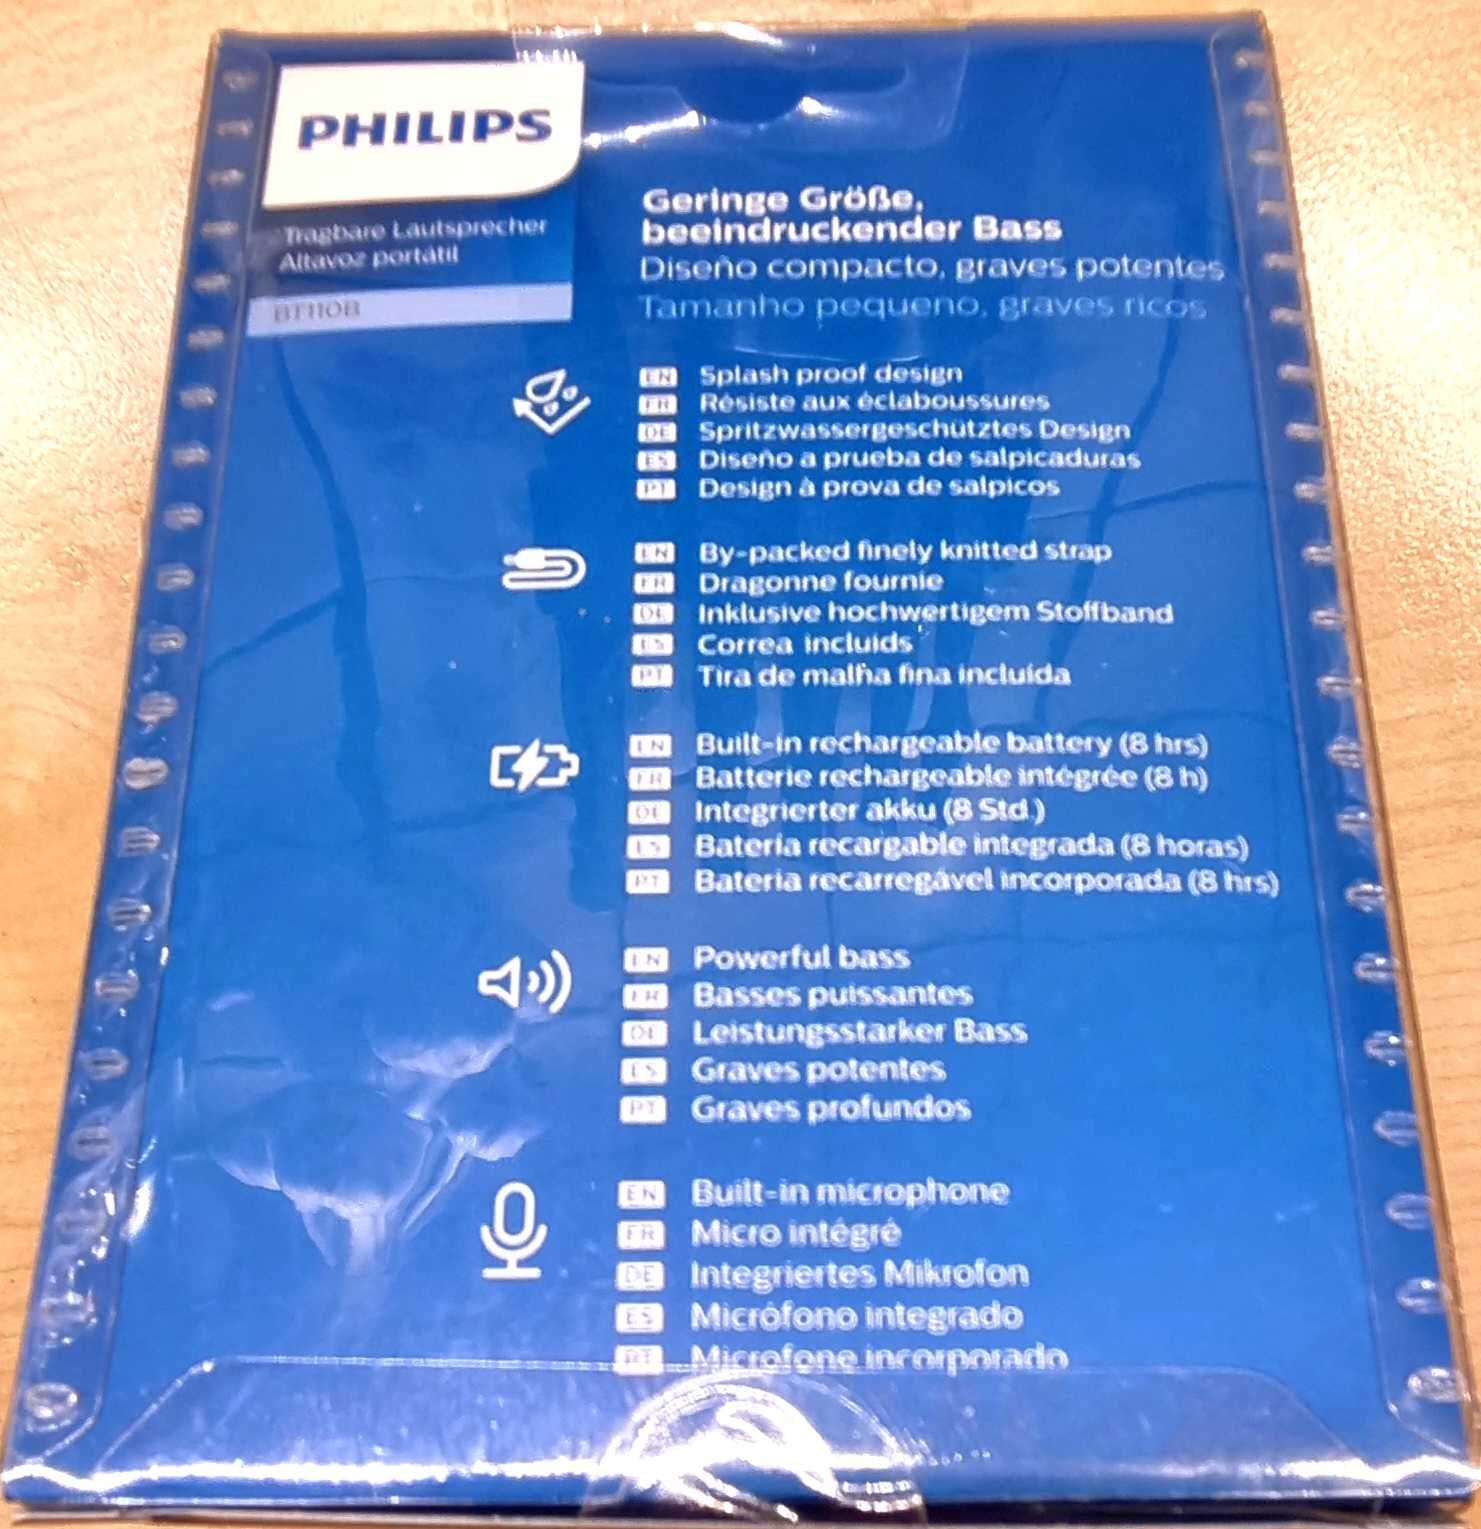 PHILIPS
Tragbare Lautsprecher
Altavoz portátil
BT110B
Geringe Größe,
beeindruckender Bass
Diseño compacto, graves potentes
Tamanho pequeno, graves ricos
EN Splash proof design
FR Résiste aux éclaboussures
DE Spritzwassergeschütztes Design
ES Diseño a prueba de salpicaduras
PT Design à prova de salpicos
EN By-packed finely knitted strap
FR Dragonne fournie
DE Inklusive hochwertigem Stoffband
ES Correa incluids
PT Tira de malha fina incluída
EN Built-in rechargeable battery (8 hrs)
FR Batterie rechargeable intégrée (8 h)
DE Integrierter akku (8 Std.)
ES Bateria recargable integrada (8 horas)
PT Bateria recarregável incorporada (8 hrs)
EN Powerful bass
FR Basses puissantes
DE Leistungsstarker Bass
ES Graves potentes
PT Graves profundos
EN Built-in microphone
FR Micro intégré
DE Integriertes Mikrofon
ES Micrófono integrado
PT Microfone incorporado